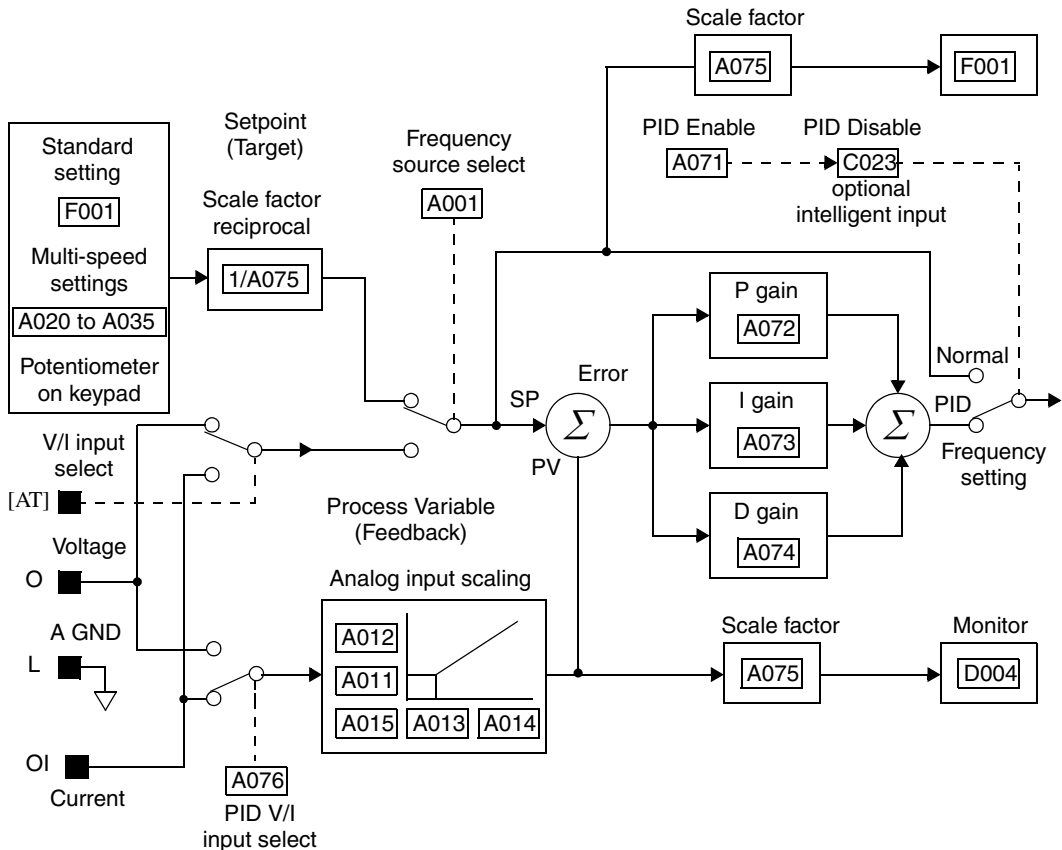 Scale factor
A075
F001
Setpoint
(Target)
Frequency
source select
A001
PID Enable
A071
PID Disable
C023
optional
intelligent input
Standard
setting
F001
Multi-speed
settings
A020 to A035
Potentiometer
on keypad
Scale factor
reciprocal
1/A075
P gain
A072
Normal
Error
SP
Σ
PV
I gain
A073
Σ
PID
Frequency
setting
V/I input
select
[AT]
Process Variable
(Feedback)
D gain
A074
Voltage
O
A GND
L
OI
Current
Analog input scaling
A012
A011
A015
A013
A014
A076
PID V/I
input select
Scale factor
A075
Monitor
D004